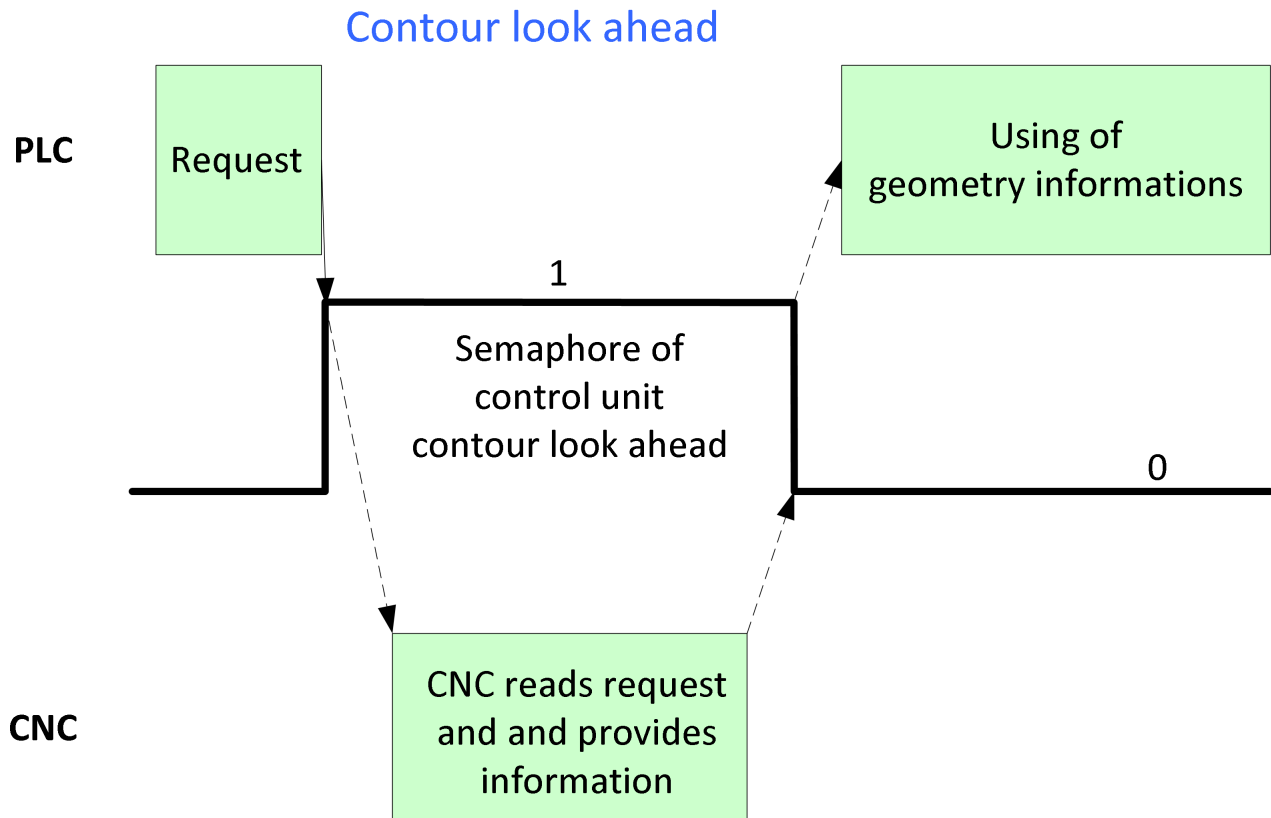 Contour look ahead
PLC
Request
Using of
geometry informations
1
Semaphore of
control unit
contour look ahead
0
CNC
CNC reads request
and and provides
information